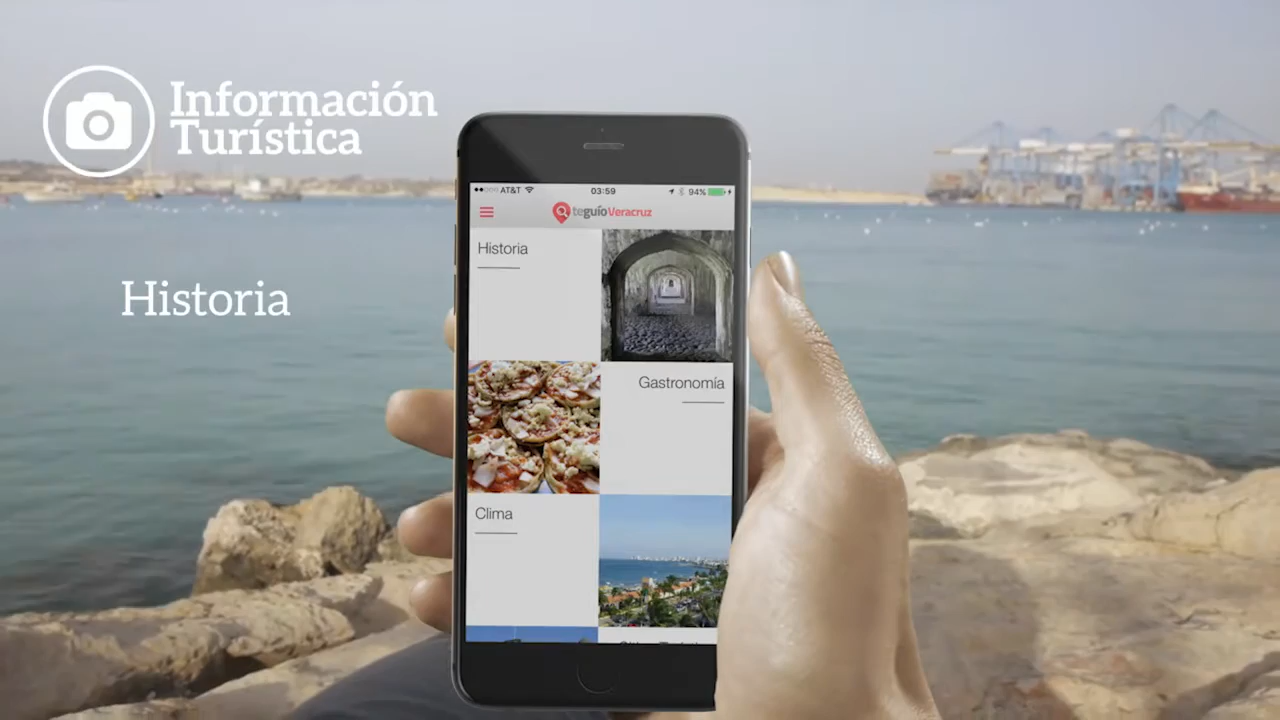 Información
Turística
Historia
AT&T
03:59
94%
teguíoVeracruz
Historia
Gastronomía
Clima